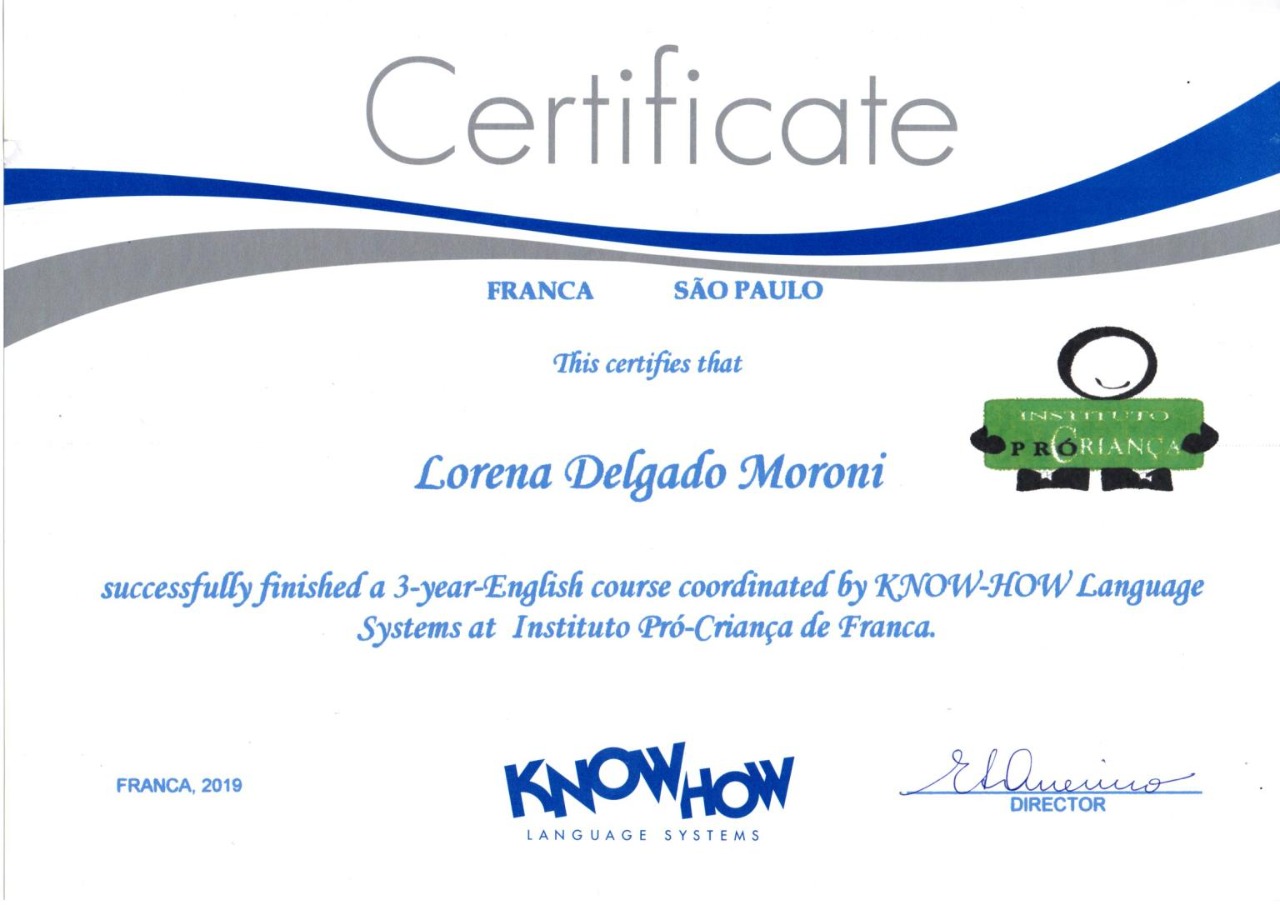 Certificate
FRANCA SÃO PAULO
This certifies that
INSTITUTO
PRÓ CRIANÇA
Lorena Delgado Moroni
successfully finished a 3-year-English course coordinated by KNOW-HOW Language
Systems at Instituto Pró-Criança de Franca.
FRANCA, 2019
KNOW HOW
LANGUAGE SYSTEMS
DIRECTOR